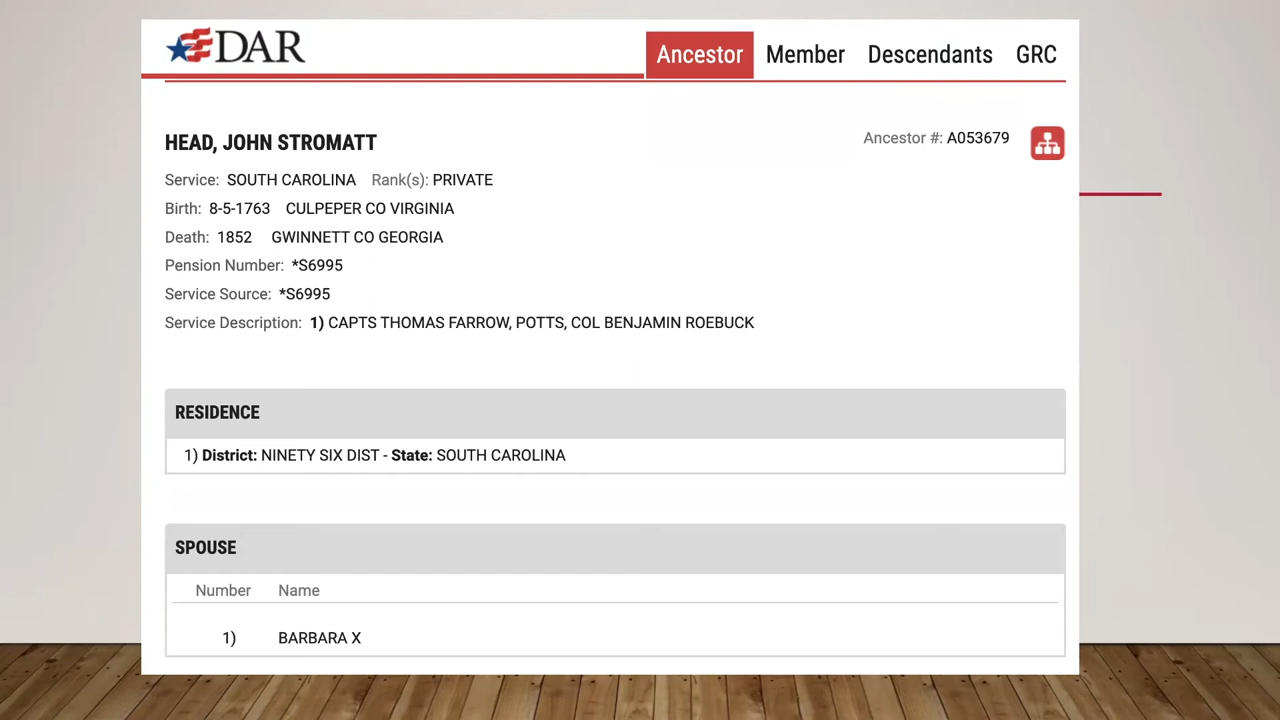 DAR
Ancestor Member Descendants GRC
HEAD, JOHN STROMATT
Ancestor #: A053679
Service: SOUTH CAROLINA Rank(s): PRIVATE
Birth: 8-5-1763 CULPEPER CO VIRGINIA
Death: 1852 GWINNETT CO GEORGIA
Pension Number: *S6995
Service Source: *S6995
Service Description: 1) CAPTS THOMAS FARROW, POTTS, COL BENJAMIN ROEBUCK
RESIDENCE
1) District: NINETY SIX DIST - State: SOUTH CAROLINA
SPOUSE
Number Name
1) BARBARA X